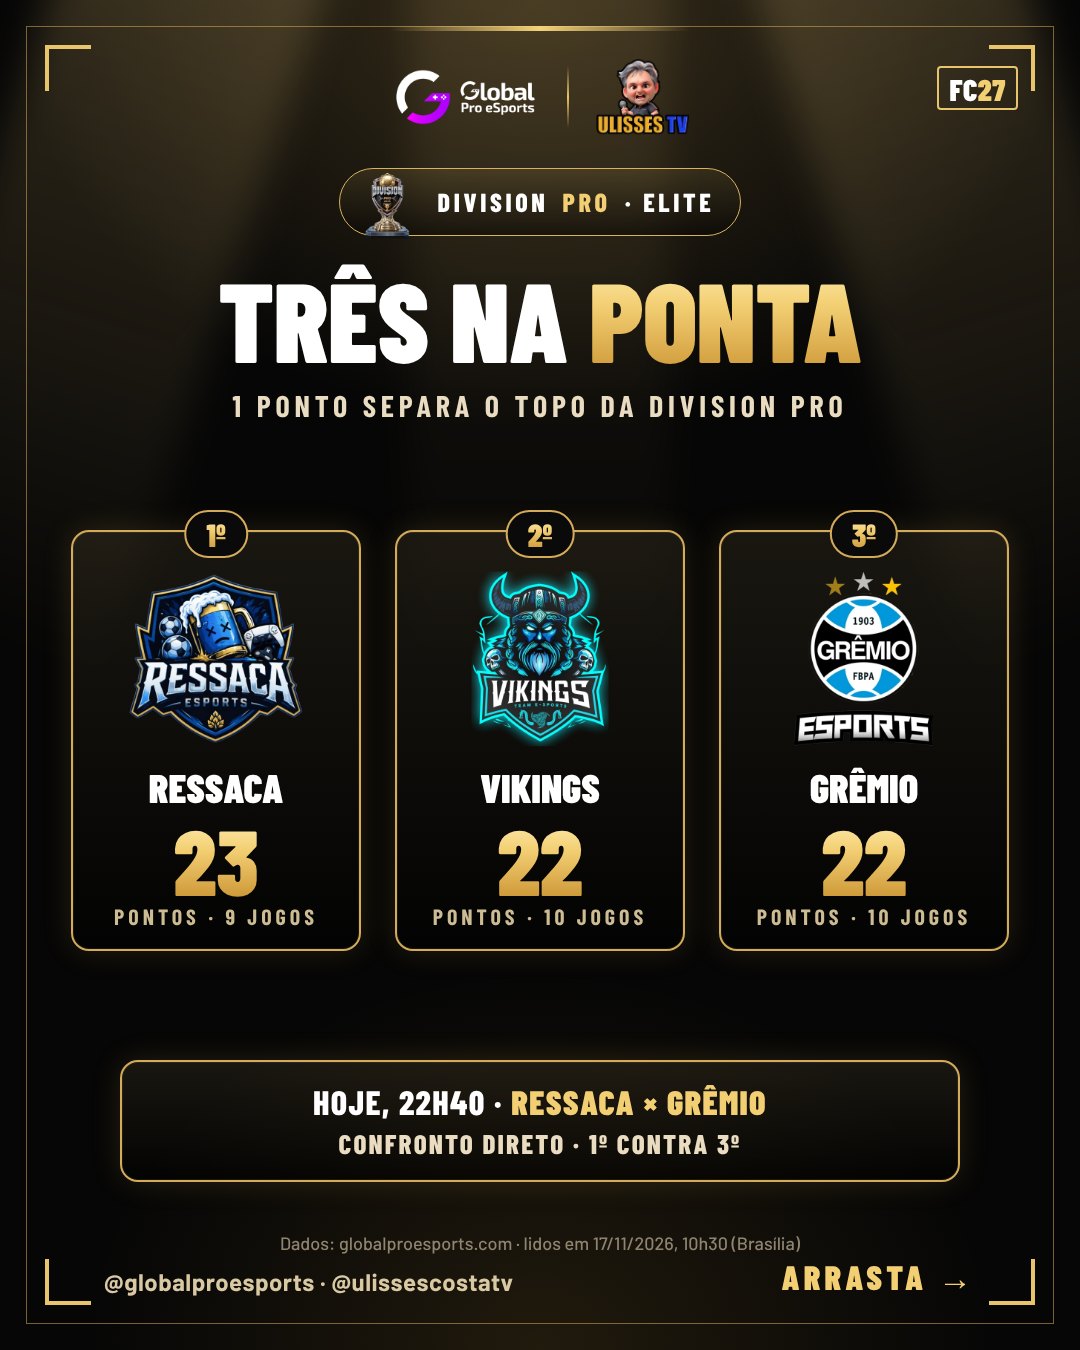 Global
Pro eSports
ULISSES TV
FC27
DIVISION
DIVISION PRO · ELITE
TRÊS NA PONTA
1 PONTO SEPARA O TOPO DA DIVISION PRO
1º
2º
3º
RESSACA
ESPORTS
VIKINGS
TEAM E-SPORTS
1903
GRÊMIO
FBPA
ESPORTS
RESSACA
VIKINGS
GRÊMIO
23
22
22
PONTOS · 9 JOGOS
PONTOS · 10 JOGOS
PONTOS · 10 JOGOS
HOJE, 22H40 · RESSACA × GRÊMIO
CONFRONTO DIRETO · 1º CONTRA 3º
Dados: globalproesports.com · lidos em 17/11/2026, 10h30 (Brasília)
@globalproesports · @ulissescostatv
ARRASTA →